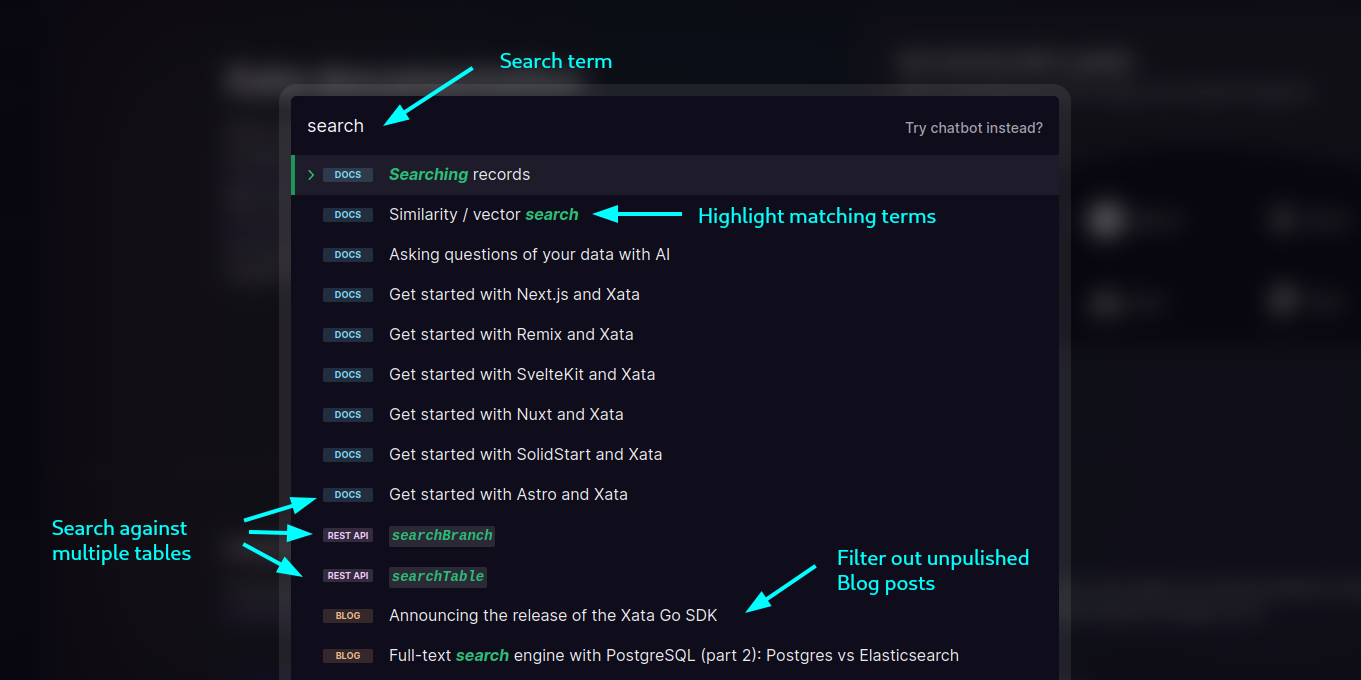 Search term
search
Try chatbot instead?
DOCS Searching records
DOCS Similarity / vector search
Highlight matching terms
DOCS Asking questions of your data with AI
DOCS Get started with Next.js and Xata
DOCS Get started with Remix and Xata
DOCS Get started with SvelteKit and Xata
DOCS Get started with Nuxt and Xata
DOCS Get started with SolidStart and Xata
DOCS Get started with Astro and Xata
Search against
multiple tables
REST API searchBranch
REST API searchTable
Filter out unpulished
Blog posts
BLOG Announcing the release of the Xata Go SDK
BLOG Full-text search engine with PostgreSQL (part 2): Postgres vs Elasticsearch